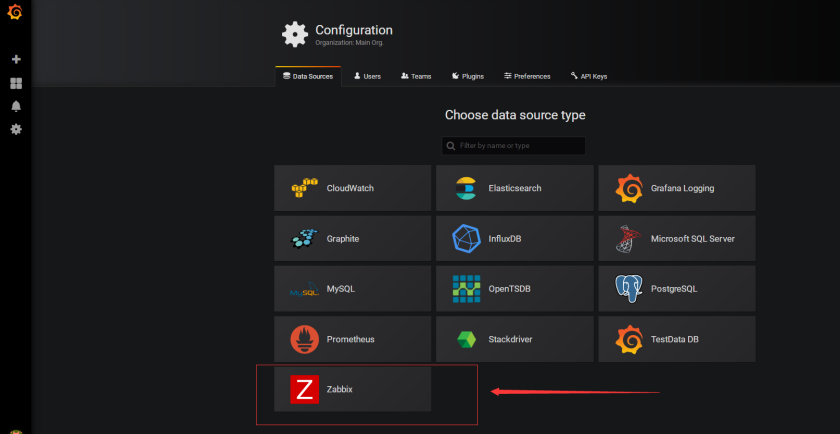 Configuration
Organization: Main Org.
Data Sources Users Teams Plugins Preferences API Keys
Choose data source type
Filter by name or type
CloudWatch Elasticsearch Grafana Logging
Graphite InfluxDB Microsoft SQL Server
MySQL MySQL OpenTSDB PostgreSQL
Prometheus Stackdriver TestData DB
Z Zabbix